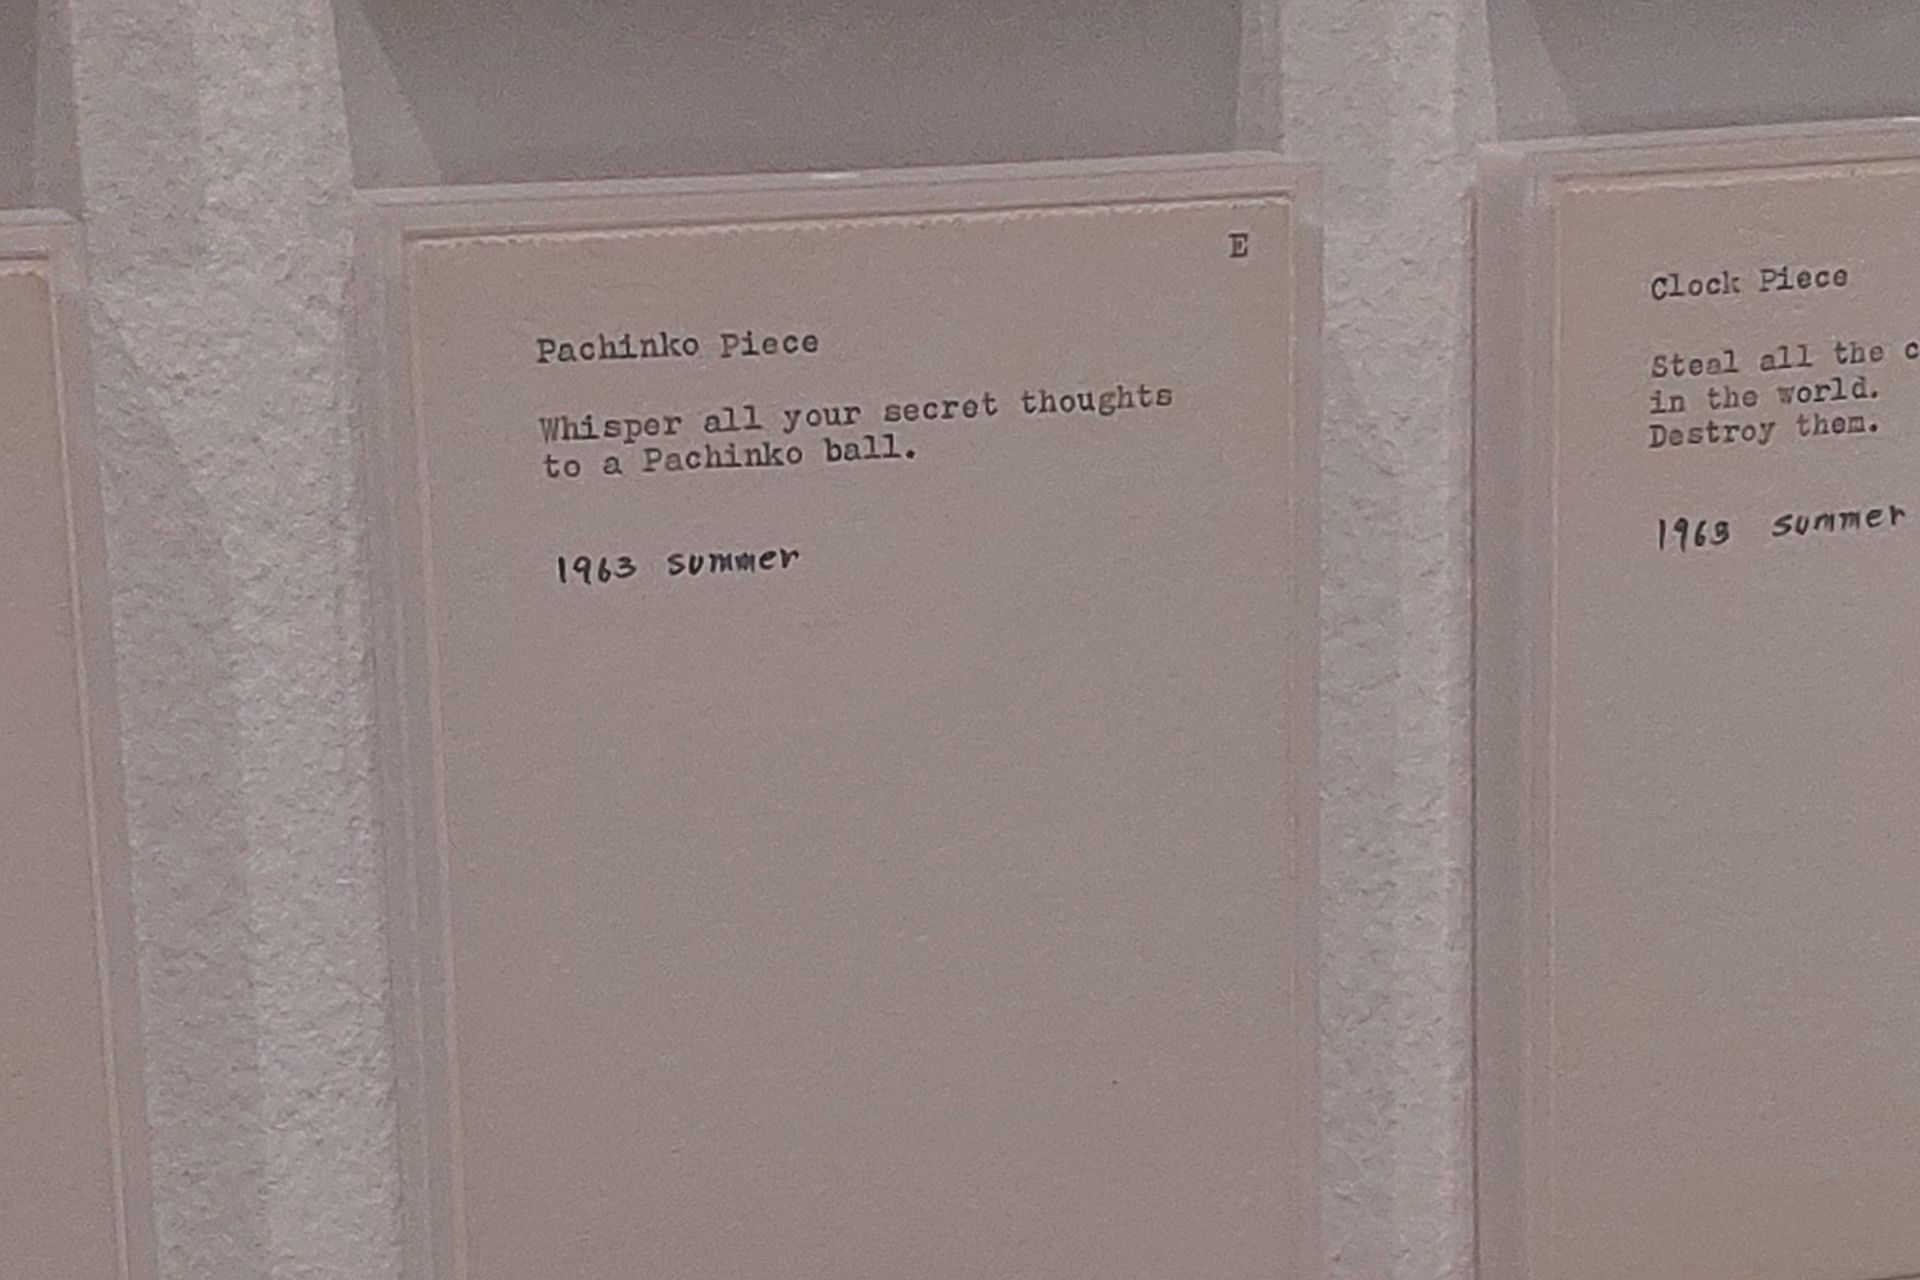 E
Pachinko Piece
Whisper all your secret thoughts
to a Pachinko ball.
1963 summer
Clock Piece
Steal all the
in the world.
Destroy them.
1963 summer